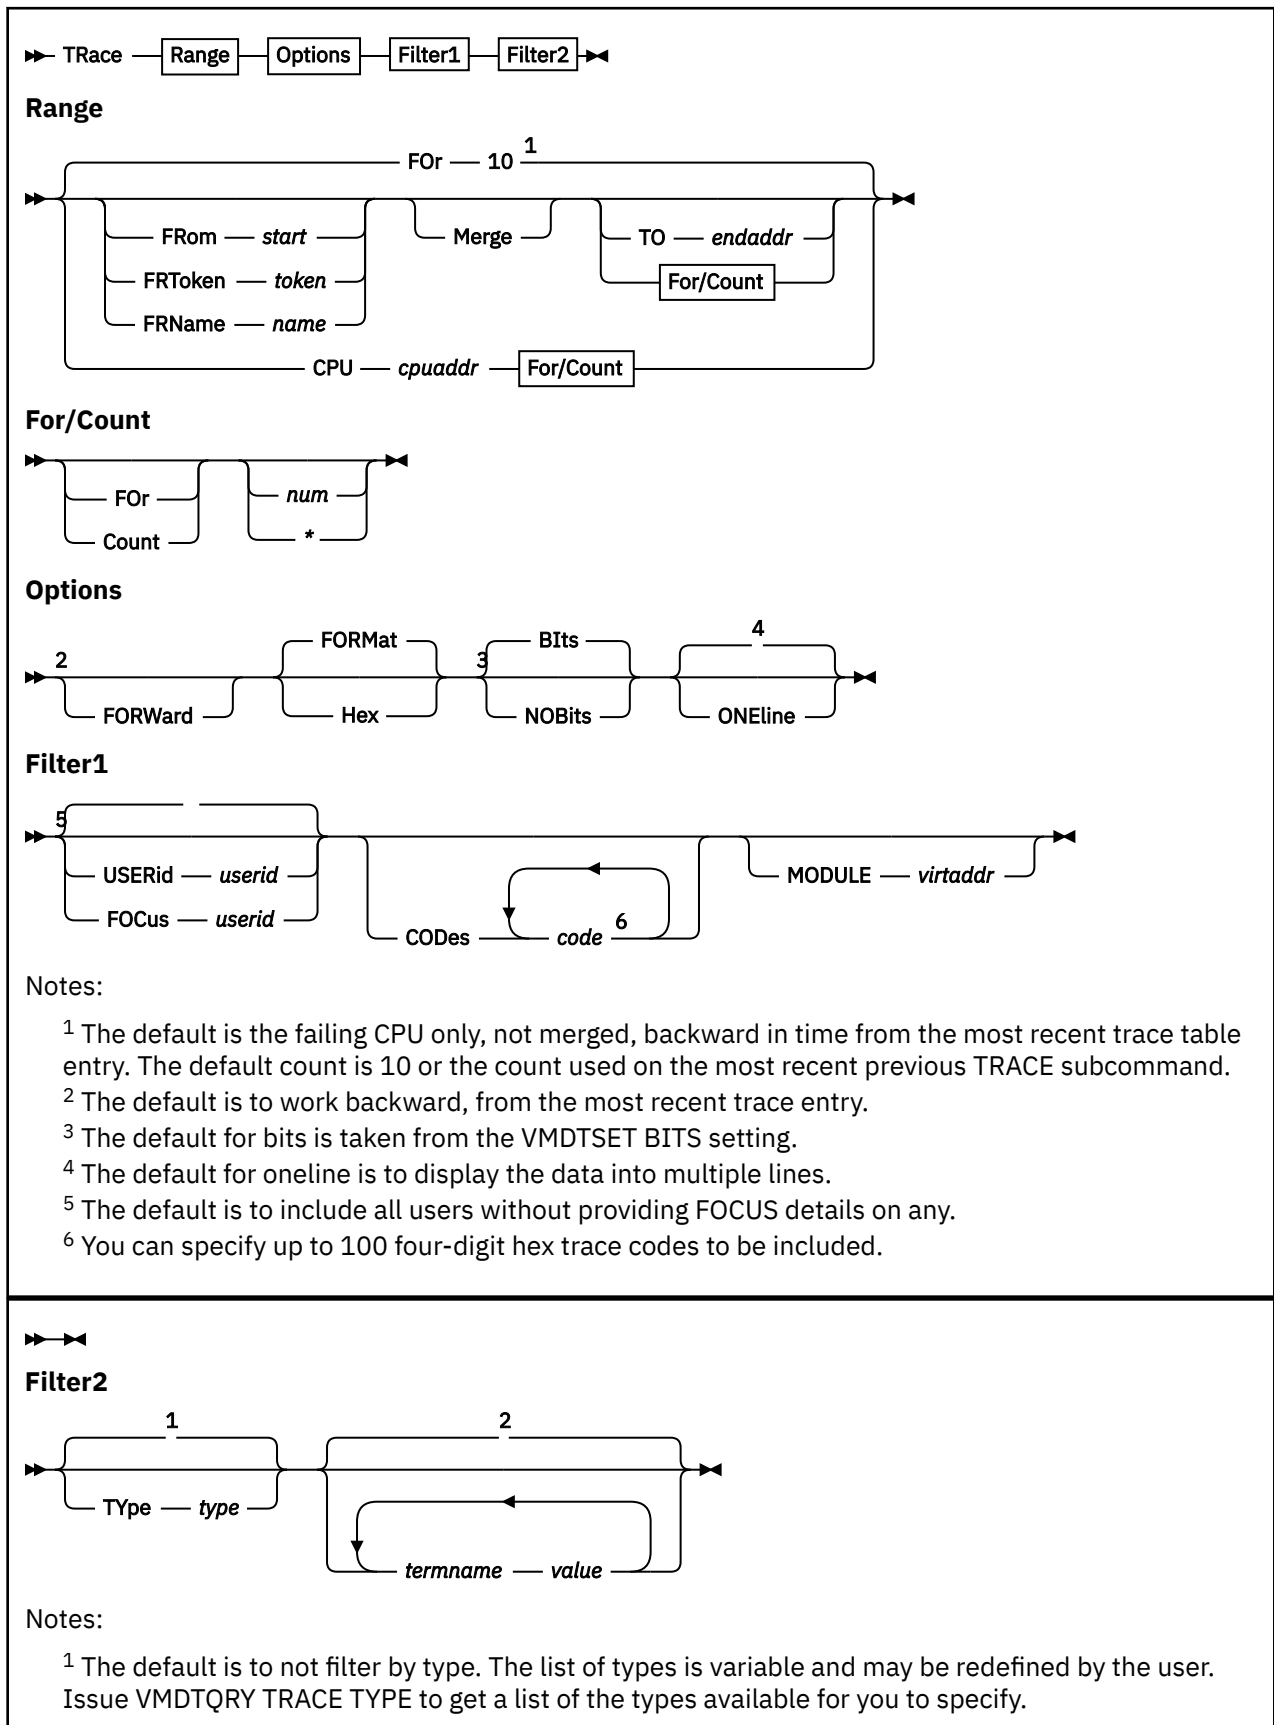 TRace Range Options Filter1 Filter2
Range
FOr 10 1
FRom start
Merge
TO endaddr
FRToken token
For/Count
FRName name
CPU cpuaddr For/Count
For/Count
FOr
num
Count
*
Options
2
FORWard
FORMat
Hex
3
BIts
NOBits
4
ONEline
Filter1
5
USERid userid
FOCus userid
CODes code 6
MODULE virtaddr
Notes:
1 The default is the failing CPU only, not merged, backward in time from the most recent trace table
entry. The default count is 10 or the count used on the most recent previous TRACE subcommand.
2 The default is to work backward, from the most recent trace entry.
3 The default for bits is taken from the VMDTSET BITS setting.
4 The default for oneline is to display the data into multiple lines.
5 The default is to include all users without providing FOCUS details on any.
6 You can specify up to 100 four-digit hex trace codes to be included.
Filter2
1
TYpe type
2
termname value
Notes:
1 The default is to not filter by type. The list of types is variable and may be redefined by the user.
Issue VMDTQRY TRACE TYPE to get a list of the types available for you to specify.